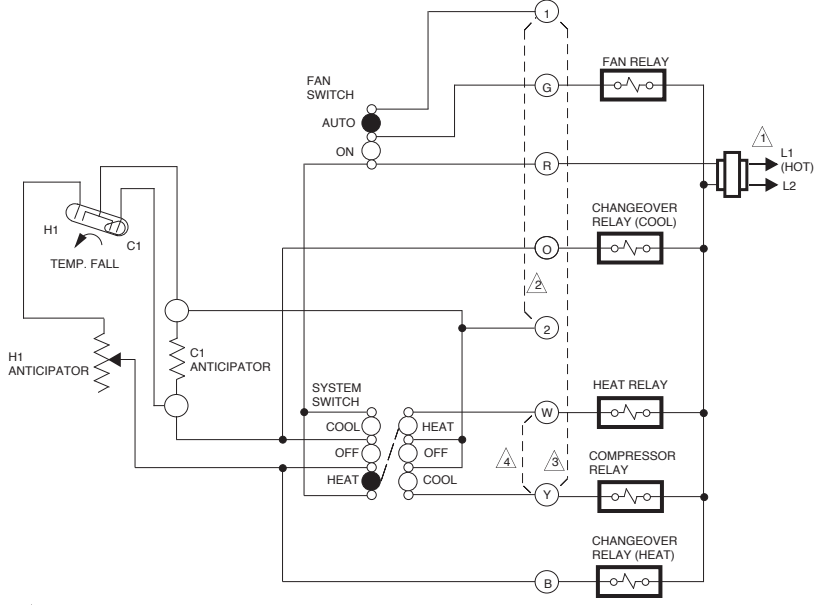 1
FAN RELAY
FAN
SWITCH
G
AUTO
1
L1
(HOT)
ON
R
L2
CHANGEOVER
RELAY (COOL)
H1
C1
O
TEMP. FALL
2
2
H1
ANTICIPATOR
C1
ANTICIPATOR
SYSTEM
SWITCH
HEAT RELAY
COOL
HEAT
W
OFF
OFF
4
3
COMPRESSOR
RELAY
HEAT
COOL
Y
CHANGEOVER
RELAY (HEAT)
B